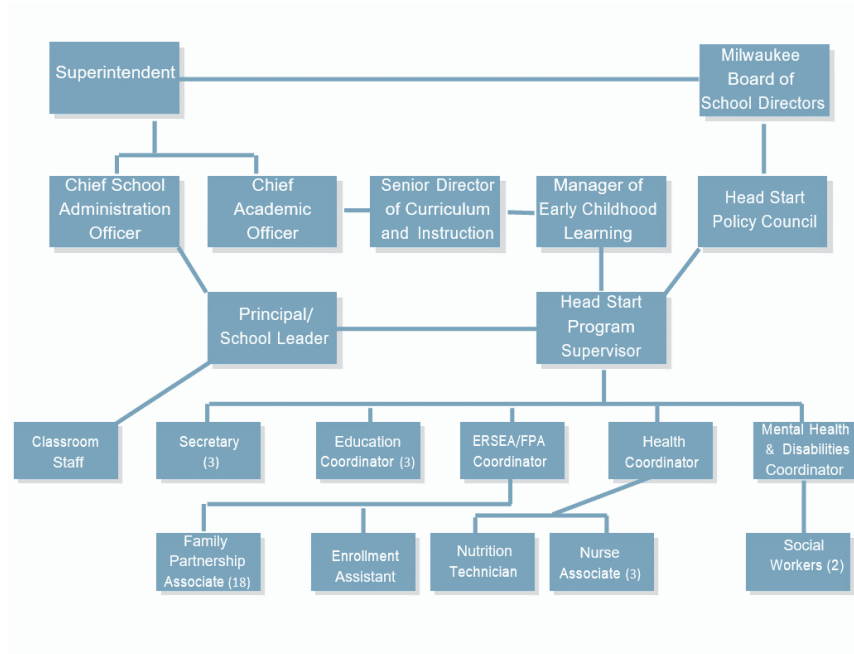 Superintendent
Milwaukee
Board of
School Directors
Chief School
Administration
Officer
Chief
Academic
Officer
Senior Director
of Curriculum
and Instruction
Manager of
Early Childhood
Learning
Head Start
Policy Council
Principal/
School Leader
Head Start
Program
Supervisor
Classroom
Staff
Secretary
(3)
Education
Coordinator (3)
ERSEA/FPA
Coordinator
Health
Coordinator
Mental Health
& Disabilities
Coordinator
Family
Partnership
Associate (18)
Enrollment
Assistant
Nutrition
Technician
Nurse
Associate (3)
Social
Workers (2)